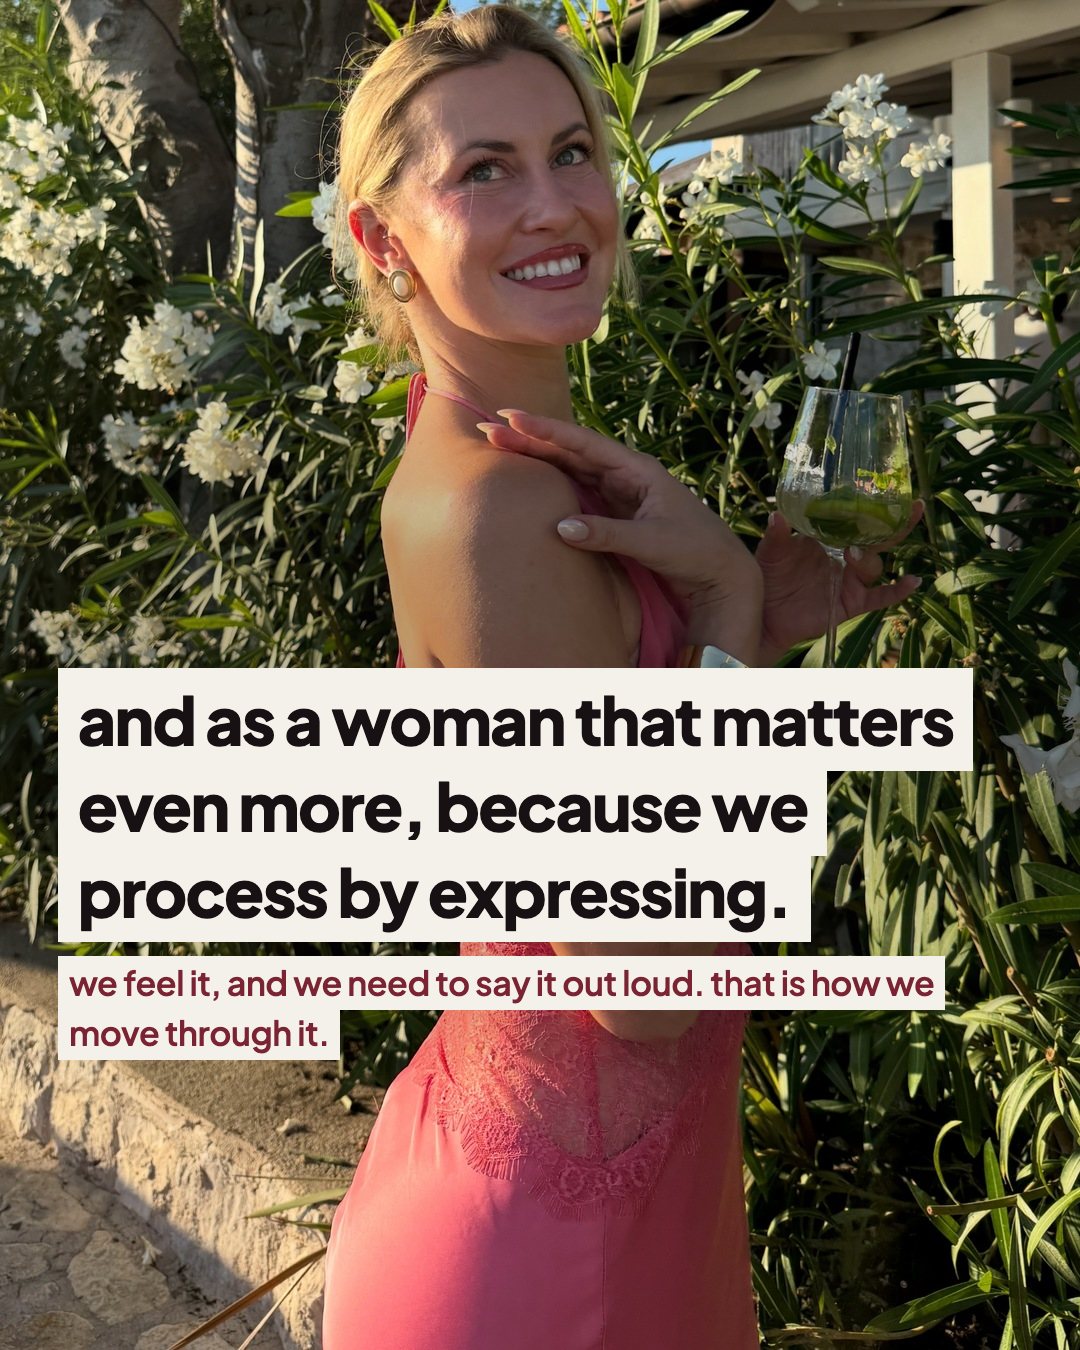 and as a woman that matters
even more, because we
process by expressing.
we feel it, and we need to say it out loud. that is how we
move through it.